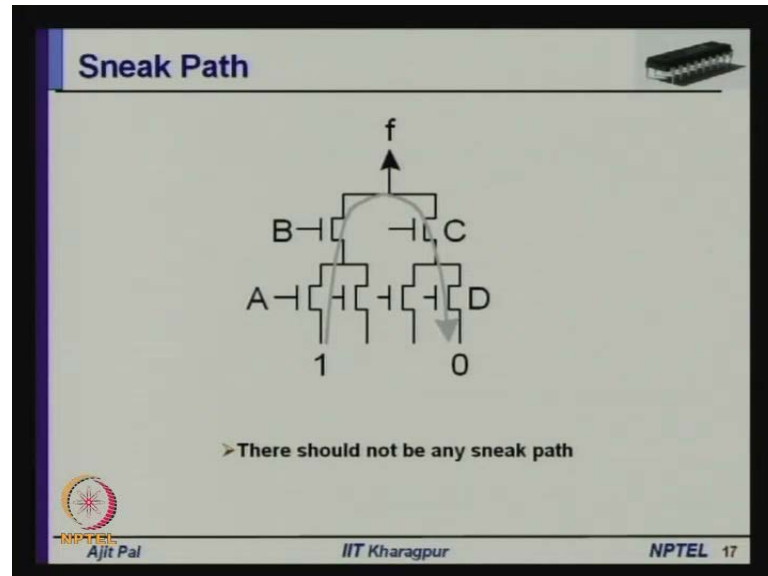 Sneak Path
f
B C
A D
1 0
➢There should not be any sneak path
NPTEL
Ajit Pal IIT Kharagpur NPTEL 17